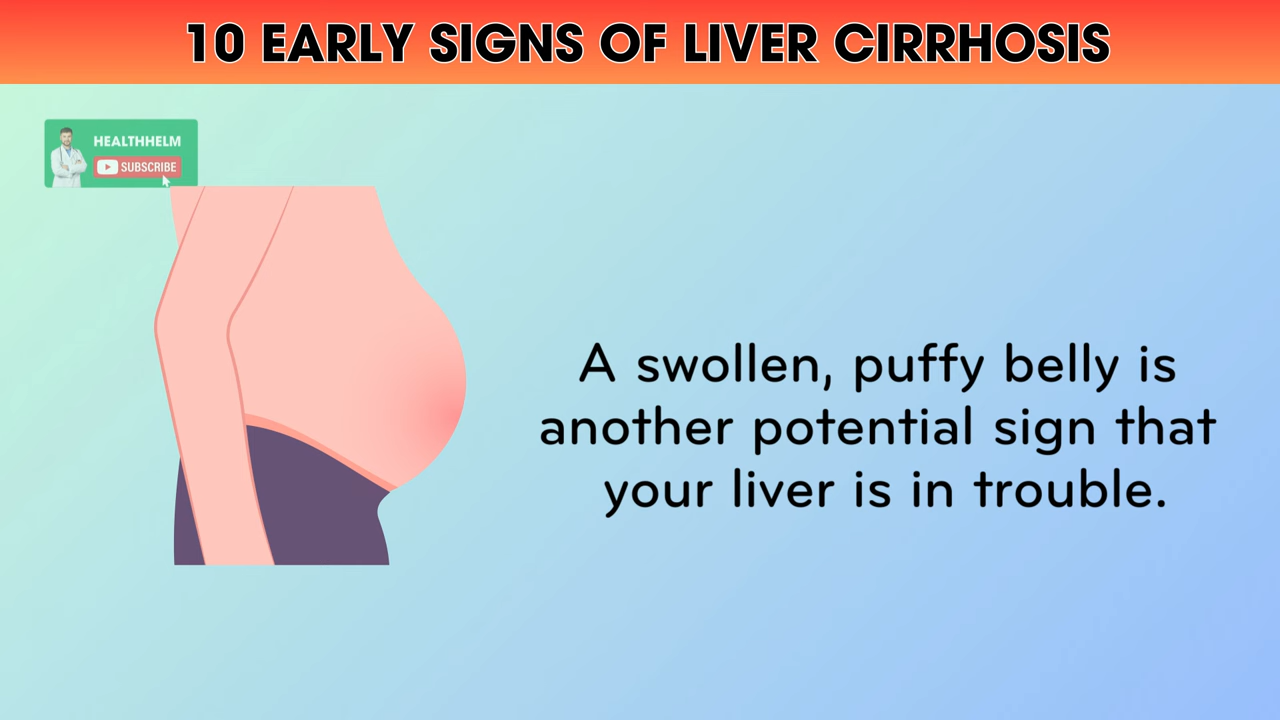 10 EARLY SIGNS OF LIVER CIRRHOSIS
HEALTHHELM
SUBSCRIBE
A swollen, puffy belly is
another potential sign that
your liver is in trouble.